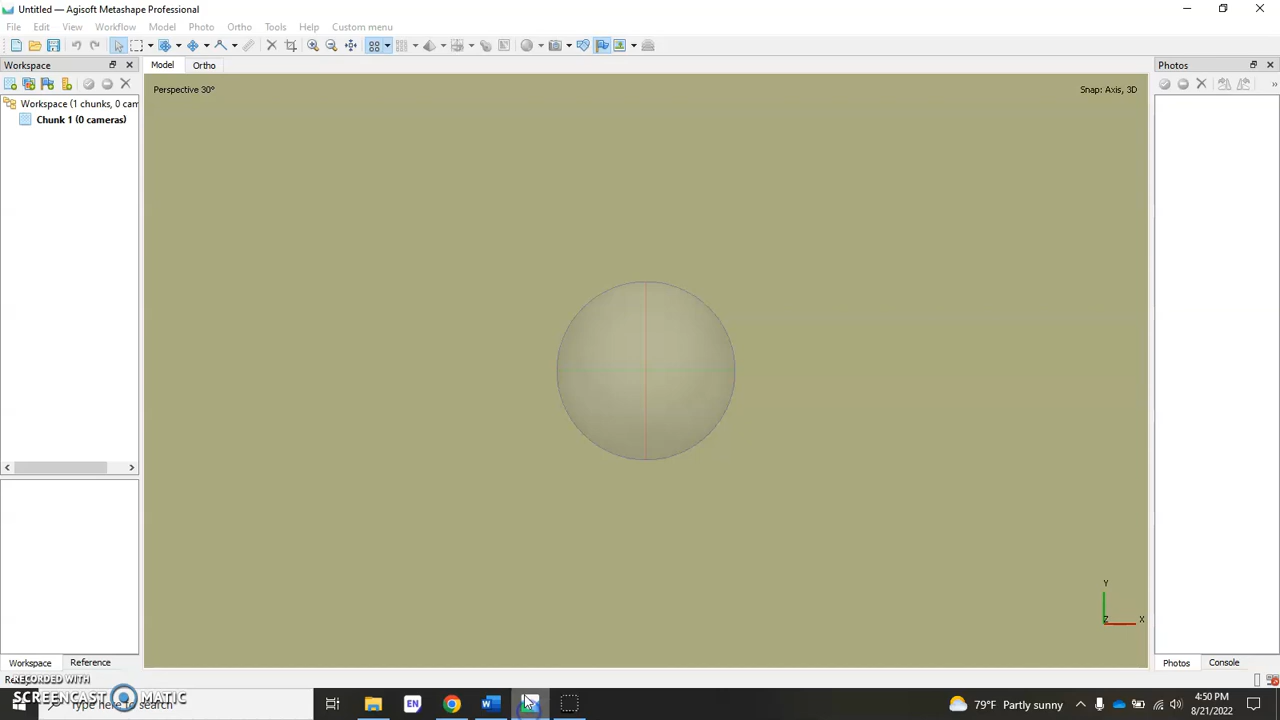 Untitled — Agisoft Metashape Professional
File Edit View Workflow Model Photo Ortho Tools Help Custom menu
Workspace
Model Ortho
Photos
Perspective 30°
Snap: Axis, 3D
»
Workspace (1 chunks, 0 cam
Chunk 1 (0 cameras)
Y
Z X
Workspace Reference
Photos Console
RECORDED WITH
SCREENCAST MATIC
Type here to search
EN
W
79°F Partly sunny
4:50 PM
8/21/2022